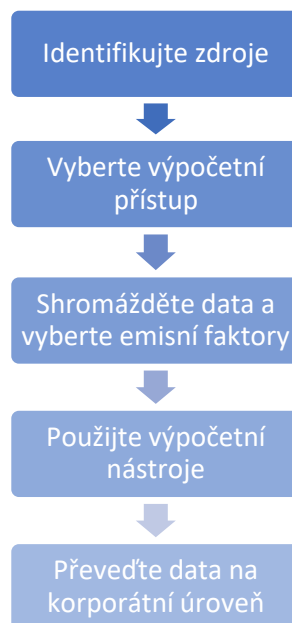 Identifikujte zdroje
Vyberte výpočetní
přístup
Shromážděte data a
vyberte emisní faktory
Použijte výpočetní
nástroje
Převeďte data na
korporátní úroveň